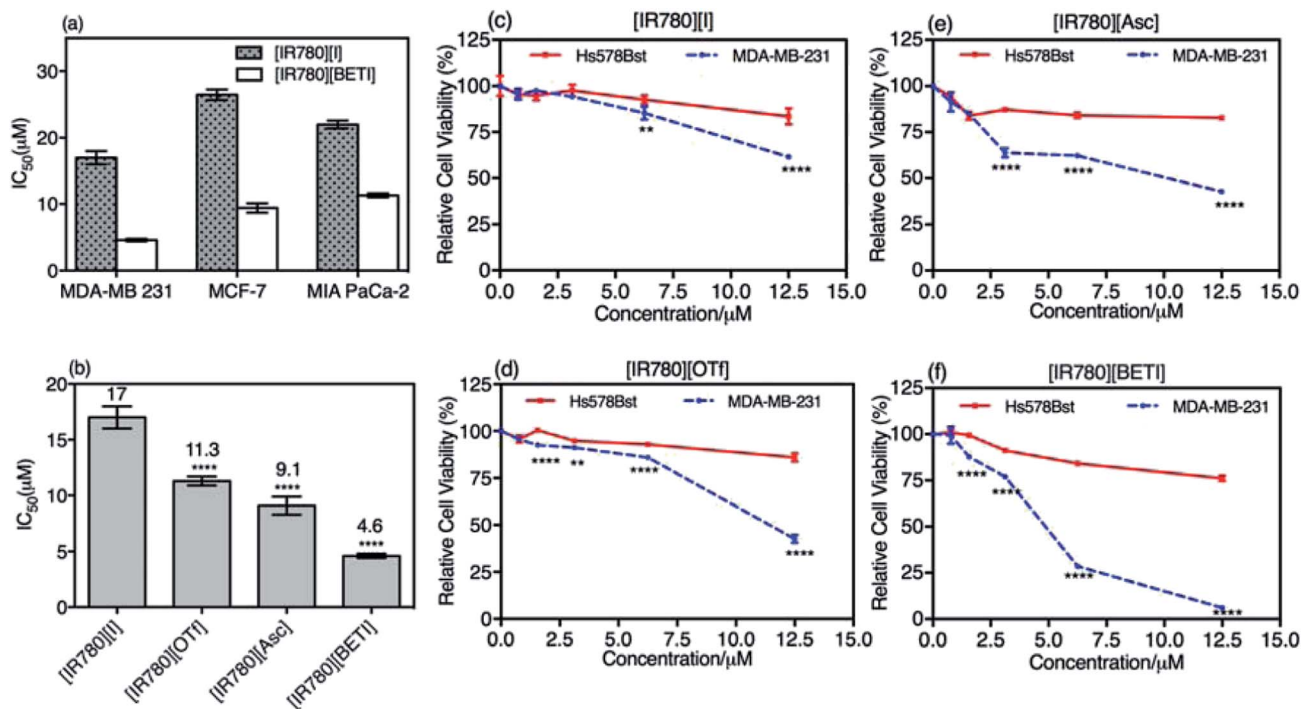 (a)
[IR780][I]
[IR780][BETI]
IC50(μM)
30
20
10
0
MDA-MB 231 MCF-7 MIA PaCa-2
(b)
IC50(μM)
20
15
10
5
0
17
11.3
****
9.1
****
4.6
****
[IR780][I]
[IR780][OTf]
[IR780][Asc]
[IR780][BETI]
(c)
[IR780][I]
Hs578Bst MDA-MB-231
Relative Cell Viability (%)
125
100
75
50
25
0
**
****
0.0 2.5 5.0 7.5 10.0 12.5 15.0
Concentration/μM
(d)
[IR780][OTf]
Hs578Bst MDA-MB-231
Relative Cell Viability (%)
125
100
75
50
25
0
**** ** ****
****
0.0 2.5 5.0 7.5 10.0 12.5 15.0
Concentration/μM
(e)
[IR780][Asc]
Hs578Bst MDA-MB-231
Relative Cell Viability (%)
125
100
75
50
25
0
**** ****
****
0.0 2.5 5.0 7.5 10.0 12.5 15.0
Concentration/μM
(f)
[IR780][BETI]
Hs578Bst MDA-MB-231
Relative Cell Viability (%)
125
100
75
50
25
0
****
****
****
****
0.0 2.5 5.0 7.5 10.0 12.5 15.0
Concentration/μM